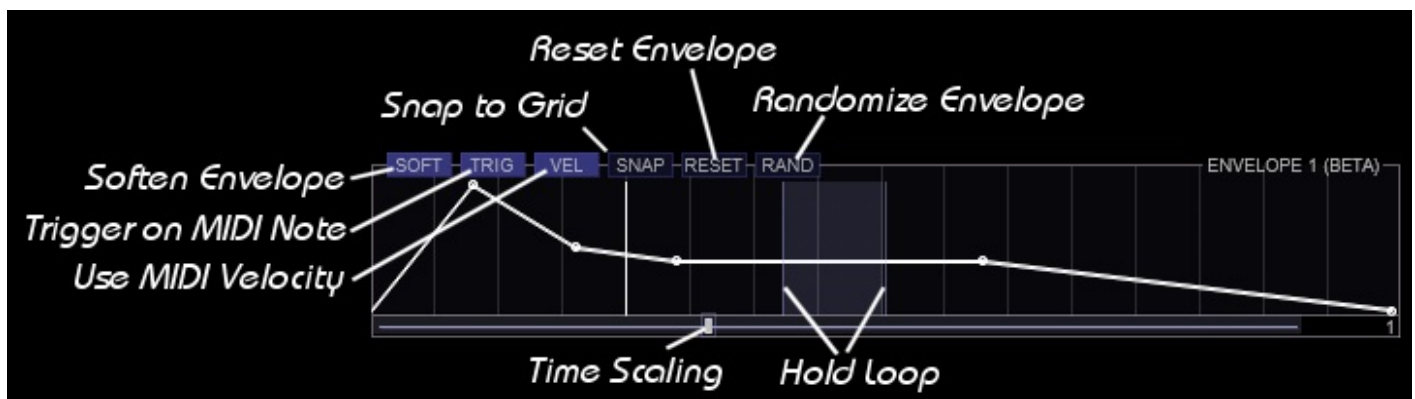 Reset Envelope
Snap to Grid
Randomize Envelope
SOFT TRIG VEL SNAP RESET RAND ENVELOPE 1 (BETA)
Soften Envelope
Trigger on MIDI Note
Use MIDI Velocity
1
Time Scaling
Hold Loop